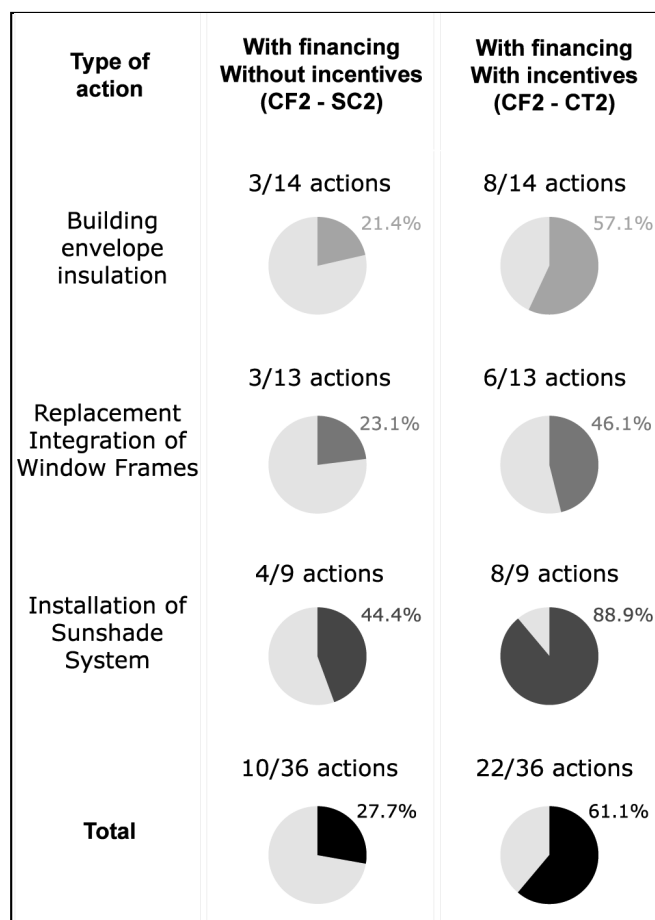 Type of
action
With financing
Without incentives
(CF2 - SC2)
With financing
With incentives
(CF2 - CT2)
Building
envelope
insulation
3/14 actions
21.4%
8/14 actions
57.1%
Replacement
Integration of
Window Frames
3/13 actions
23.1%
6/13 actions
46.1%
Installation of
Sunshade
System
4/9 actions
44.4%
8/9 actions
88.9%
Total
10/36 actions
27.7%
22/36 actions
61.1%